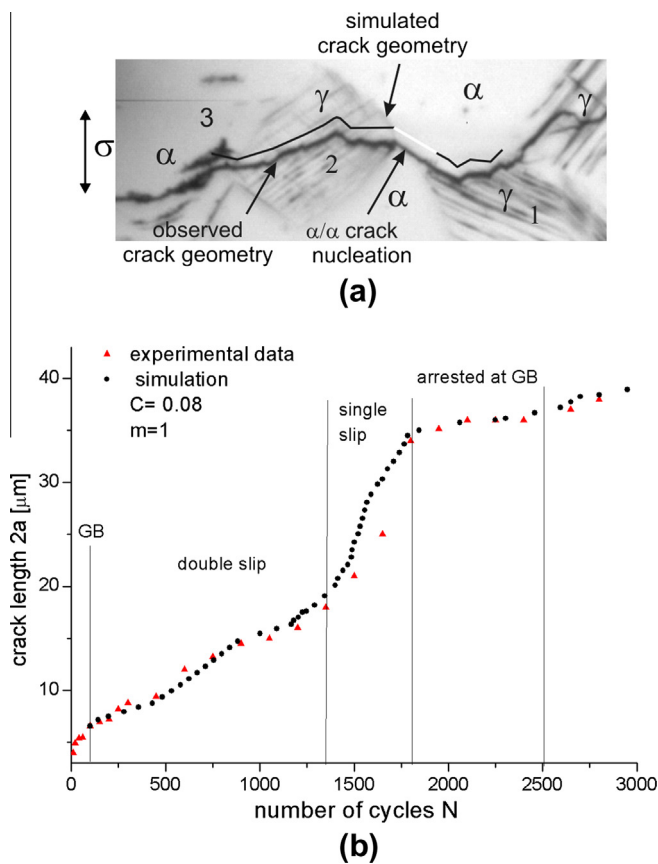 simulated
crack geometry
γ
α
γ
3
σ
α
2
α
γ
1
observed
crack geometry
α/α crack
nucleation
(a)
experimental data
simulation
C= 0.08
m=1
arrested at GB
single
slip
GB
double slip
crack length 2a [μm]
40
30
20
10
0
500
1000
1500
2000
2500
3000
number of cycles N
(b)